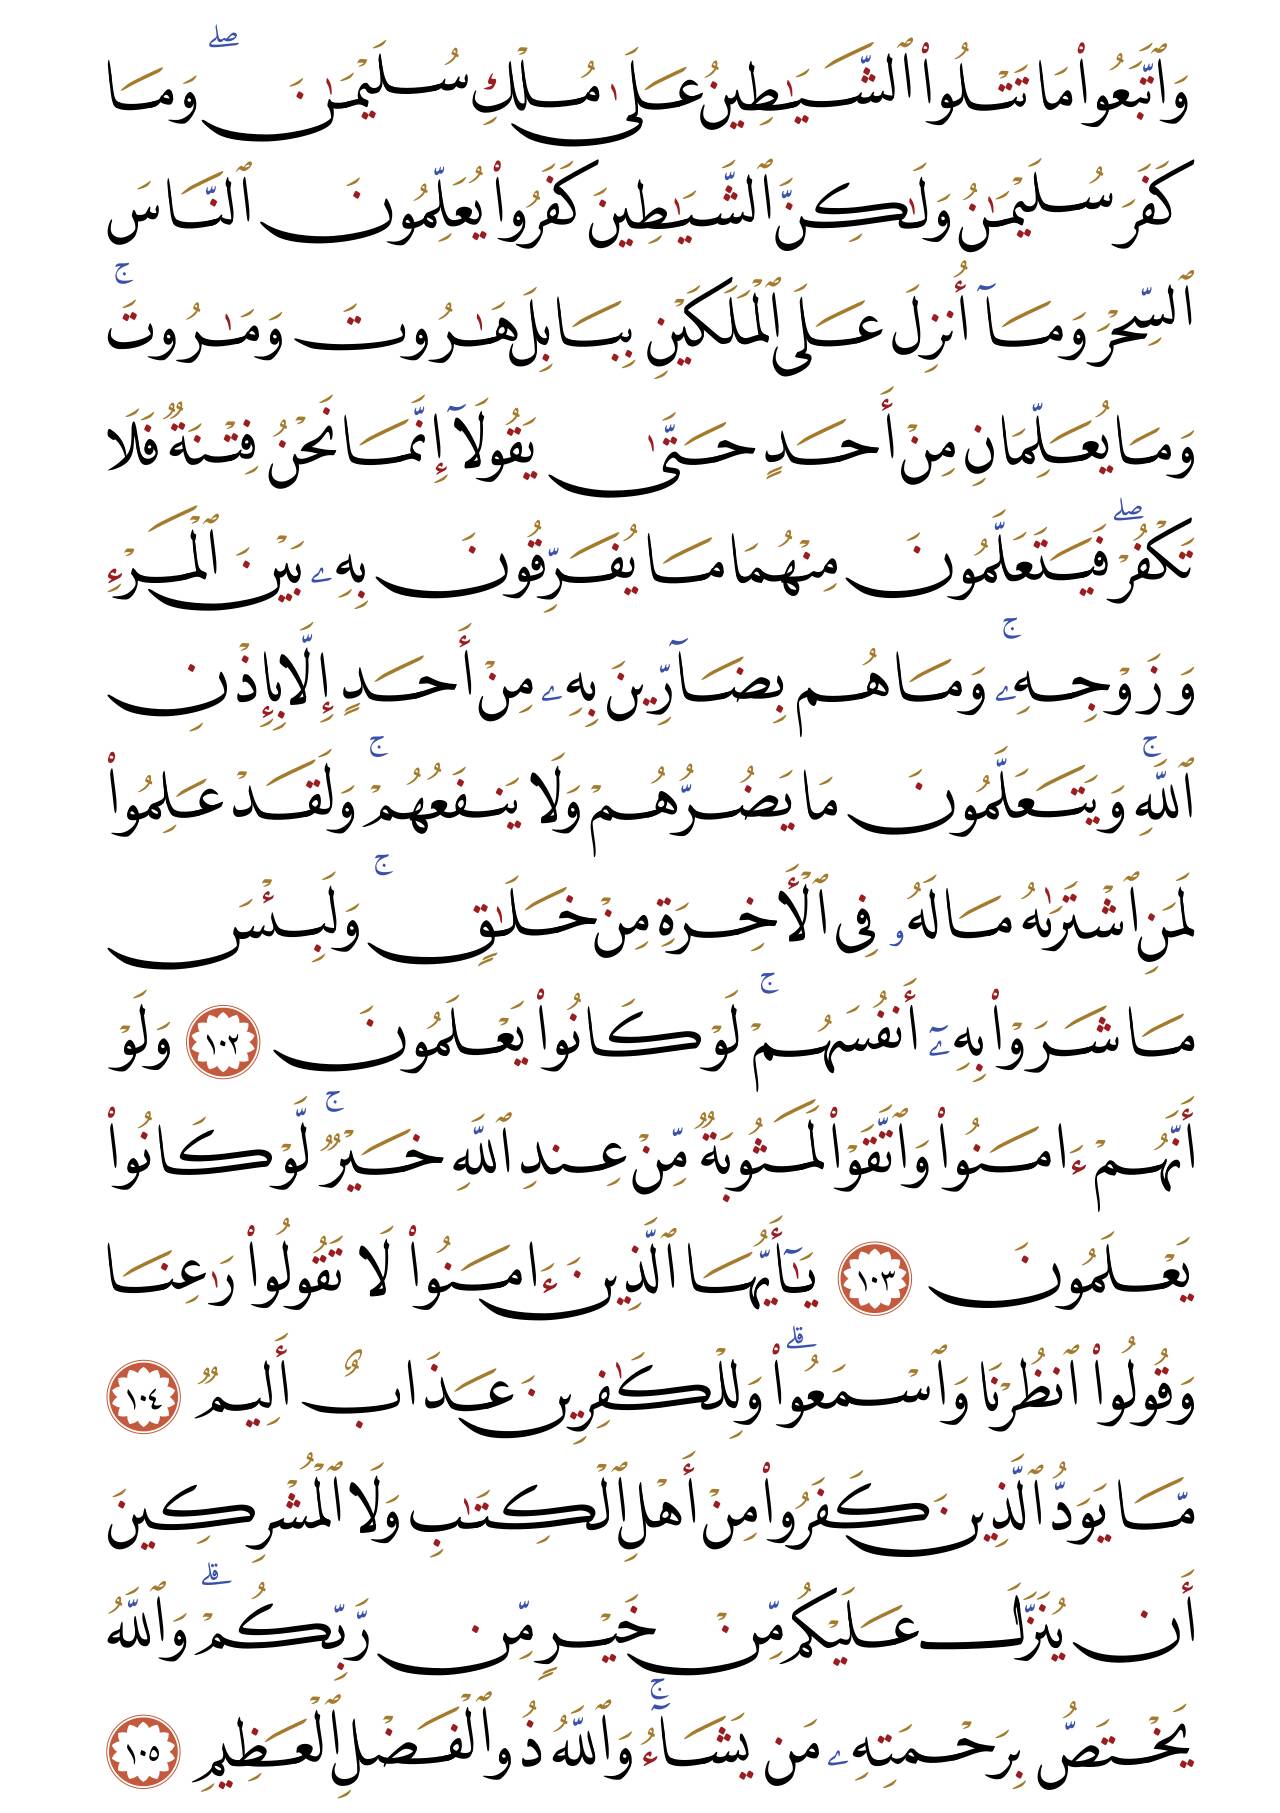 وَٱتَّبَعُوا۟ مَا تَتْلُوا۟ ٱلشَّيَـٰطِينُ عَلَىٰ مُلْكِ سُلَيْمَـٰنَ ۖ وَمَا
كَفَرَ سُلَيْمَـٰنُ وَلَـٰكِنَّ ٱلشَّيَـٰطِينَ كَفَرُوا۟ يُعَلِّمُونَ ٱلنَّاسَ
ٱلسِّحْرَ وَمَآ أُنزِلَ عَلَى ٱلْمَلَكَيْنِ بِبَابِلَ هَـٰرُوتَ وَمَـٰرُوتَ ۚ
وَمَا يُعَلِّمَانِ مِنْ أَحَدٍ حَتَّىٰ يَقُولَآ إِنَّمَا نَحْنُ فِتْنَةٌ فَلَا
تَكْفُرْ ۖ فَيَتَعَلَّمُونَ مِنْهُمَا مَا يُفَرِّقُونَ بِهِۦ بَيْنَ ٱلْمَرْءِ
وَزَوْجِهِۦ ۚ وَمَا هُم بِضَآرِّينَ بِهِۦ مِنْ أَحَدٍ إِلَّا بِإِذْنِ
ٱللَّهِ ۚ وَيَتَعَلَّمُونَ مَا يَضُرُّهُمْ وَلَا يَنفَعُهُمْ ۚ وَلَقَدْ عَلِمُوا۟
لَمَنِ ٱشْتَرَىٰهُ مَا لَهُۥ فِى ٱلْأَخِرَةِ مِنْ خَلَـٰقٍ ۚ وَلَبِئْسَ
مَا شَرَوْا۟ بِهِۦٓ أَنفُسَهُمْ ۚ لَوْ كَانُوا۟ يَعْلَمُونَ ١٠٢ وَلَوْ
أَنَّهُمْ ءَامَنُوا۟ وَٱتَّقَوْا۟ لَمَثُوبَةٌ مِّنْ عِندِ ٱللَّهِ خَيْرٌ ۚ لَّوْ كَانُوا۟
يَعْلَمُونَ ١٠٣ يَـٰٓأَيُّهَا ٱلَّذِينَ ءَامَنُوا۟ لَا تَقُولُوا۟ رَٰعِنَا
وَقُولُوا۟ ٱنظُرْنَا وَٱسْمَعُوا۟ ۗ وَلِلْكَـٰفِرِينَ عَذَابٌ أَلِيمٌ ١٠٤
مَّا يَوَدُّ ٱلَّذِينَ كَفَرُوا۟ مِنْ أَهْلِ ٱلْكِتَـٰبِ وَلَا ٱلْمُشْرِكِينَ
أَن يُنَزَّلَ عَلَيْكُم مِّنْ خَيْرٍ مِّن رَّبِّكُمْ ۗ وَٱللَّهُ
يَخْتَصُّ بِرَحْمَتِهِۦ مَن يَشَآءُ ۚ وَٱللَّهُ ذُو ٱلْفَضْلِ ٱلْعَظِيمِ ١٠٥